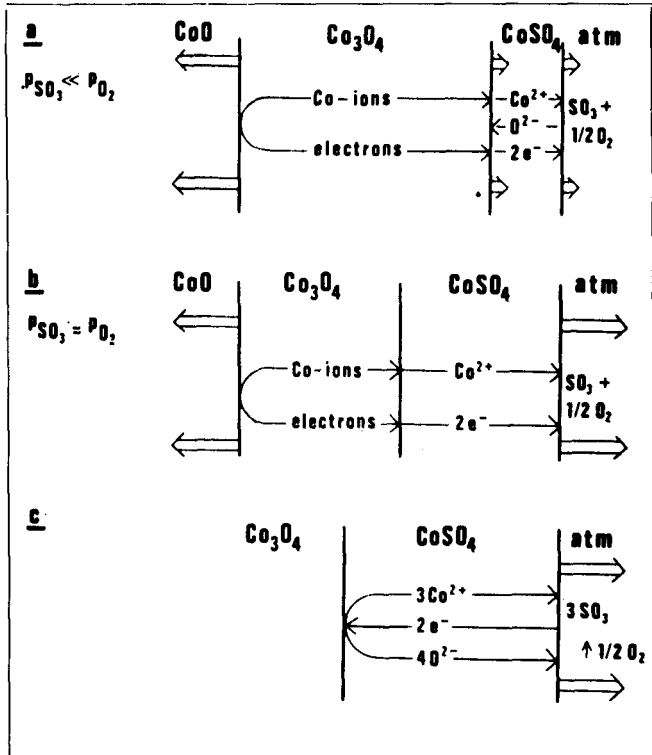 a CoO Co₃O₄ CoSO₄ atm
pSO₃ ≪ pO₂
Co-ions Co²⁺ SO₃ +
O²⁻ 1/2 O₂
electrons 2e⁻
b CoO Co₃O₄ CoSO₄ atm
pSO₃ = pO₂
Co-ions Co²⁺ SO₃ +
1/2 O₂
electrons 2e⁻
c Co₃O₄ CoSO₄ atm
3Co²⁺ 3SO₃
2e⁻
4O²⁻ ↑ 1/2 O₂